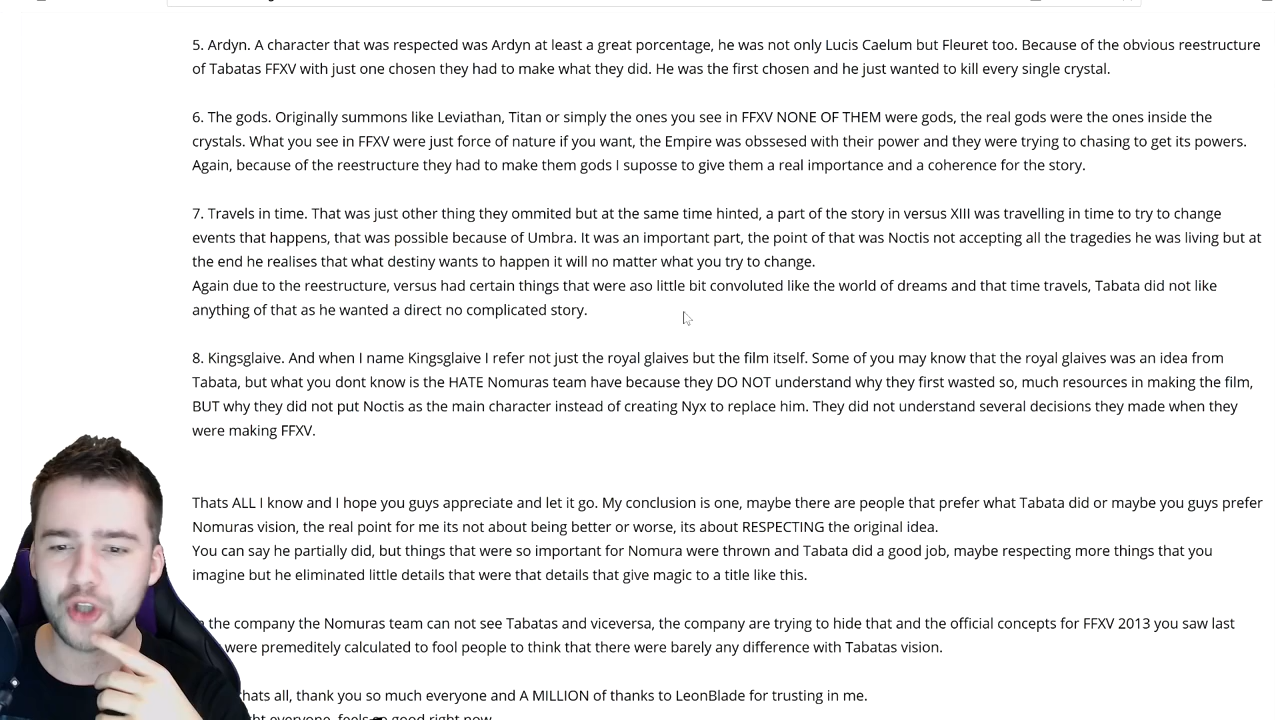 5. Ardyn. A character that was respected was Ardyn at least a great porcentage, he was not only Lucis Caelum but Fleuret too. Because of the obvious reestructure
of Tabatas FFXV with just one chosen they had to make what they did. He was the first chosen and he just wanted to kill every single crystal.
6. The gods. Originally summons like Leviathan, Titan or simply the ones you see in FFXV NONE OF THEM were gods, the real gods were the ones inside the
crystals. What you see in FFXV were just force of nature if you want, the Empire was obssesed with their power and they were trying to chasing to get its powers.
Again, because of the reestructure they had to make them gods I suposse to give them a real importance and a coherence for the story.
7. Travels in time. That was just other thing they ommited but at the same time hinted, a part of the story in versus XIII was travelling in time to try to change
events that happens, that was possible because of Umbra. It was an important part, the point of that was Noctis not accepting all the tragedies he was living but at
the end he realises that what destiny wants to happen it will no matter what you try to change.
Again due to the reestructure, versus had certain things that were aso little bit convoluted like the world of dreams and that time travels, Tabata did not like
anything of that as he wanted a direct no complicated story.
8. Kingsglaive. And when I name Kingsglaive I refer not just the royal glaives but the film itself. Some of you may know that the royal glaives was an idea from
Tabata, but what you dont know is the HATE Nomuras team have because they DO NOT understand why they first wasted so, much resources in making the film,
BUT why they did not put Noctis as the main character instead of creating Nyx to replace him. They did not understand several decisions they made when they
were making FFXV.
Thats ALL I know and I hope you guys appreciate and let it go. My conclusion is one, maybe there are people that prefer what Tabata did or maybe you guys prefer
Nomuras vision, the real point for me its not about being better or worse, its about RESPECTING the original idea.
You can say he partially did, but things that were so important for Nomura were thrown and Tabata did a good job, maybe respecting more things that you
imagine but he eliminated little details that were that details that give magic to a title like this.
the company the Nomuras team can not see Tabatas and viceversa, the company are trying to hide that and the official concepts for FFXV 2013 you saw last
were premeditely calculated to fool people to think that there were barely any difference with Tabatas vision.
hats all, thank you so much everyone and A MILLION of thanks to LeonBlade for trusting in me.
everyone, feels so good right now